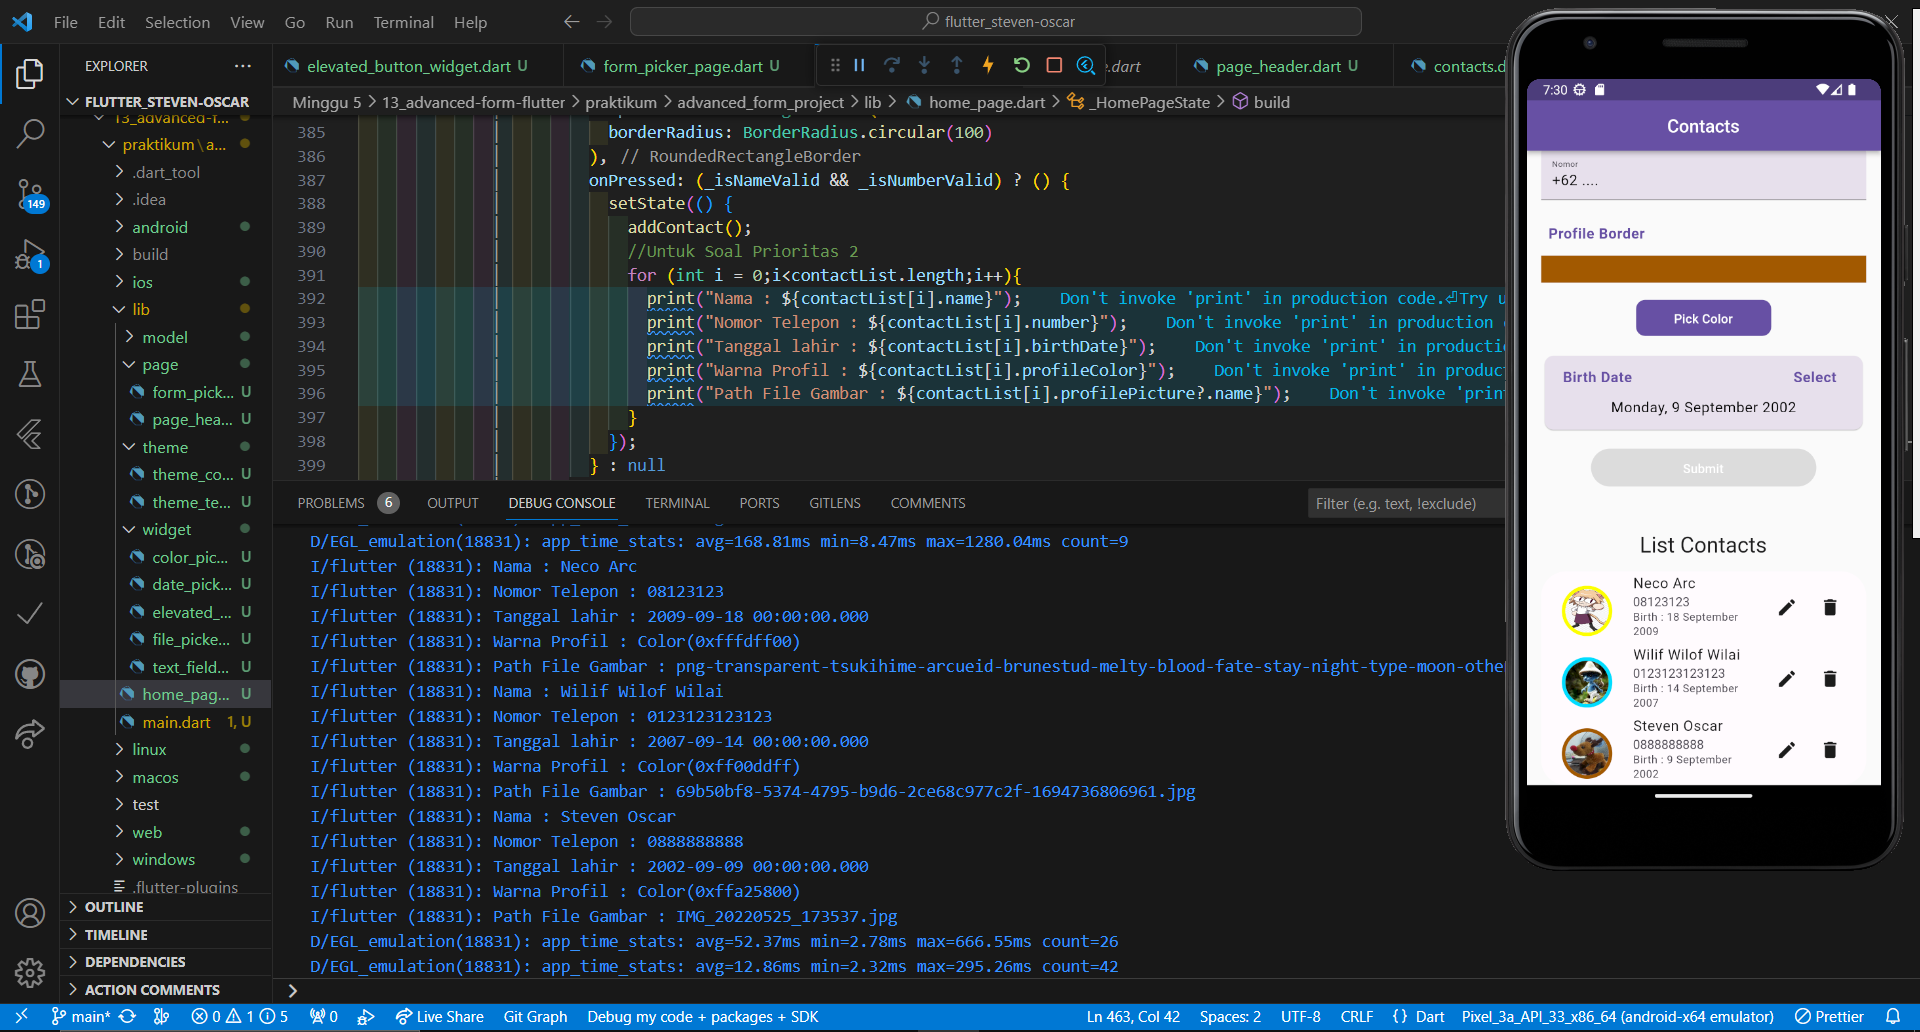 File Edit Selection View Go Run Terminal Help
flutter_steven-oscar
EXPLORER
FLUTTER_STEVEN-OSCAR
13_advanced-f...
praktikum\a...
.dart_tool
.idea
android
build
ios
lib
model
page
form_pick... U
page_hea... U
theme
theme_co... U
theme_te... U
widget
color_pic... U
date_pick... U
elevated_... U
file_picke... U
text_field... U
home_pag... U
main.dart 1, U
linux
macos
test
web
windows
.flutter-plugins
OUTLINE
TIMELINE
DEPENDENCIES
ACTION COMMENTS
149
1
elevated_button_widget.dart U
form_picker_page.dart U
e.dart
page_header.dart U
contacts.d
Minggu 5 > 13_advanced-form-flutter > praktikum > advanced_form_project > lib > home_page.dart > _HomePageState > build
385 borderRadius: BorderRadius.circular(100)
386 ), // RoundedRectangleBorder
387 onPressed: (_isNameValid && _isNumberValid) ? () {
388 setState(() {
389 addContact();
390 //Untuk Soal Prioritas 2
391 for (int i = 0;i<contactList.length;i++){
392 print("Nama : ${contactList[i].name}"); Don't invoke 'print' in production code.⏎Try u
393 print("Nomor Telepon : ${contactList[i].number}"); Don't invoke 'print' in production
394 print("Tanggal lahir : ${contactList[i].birthDate}"); Don't invoke 'print' in producti
395 print("Warna Profil : ${contactList[i].profileColor}"); Don't invoke 'print' in produc
396 print("Path File Gambar : ${contactList[i].profilePicture?.name}"); Don't invoke 'prin
397 }
398 });
399 } : null
PROBLEMS 6 OUTPUT DEBUG CONSOLE TERMINAL PORTS GITLENS COMMENTS
Filter (e.g. text, !exclude)
D/EGL_emulation(18831): app_time_stats: avg=168.81ms min=8.47ms max=1280.04ms count=9
I/flutter (18831): Nama : Neco Arc
I/flutter (18831): Nomor Telepon : 08123123
I/flutter (18831): Tanggal lahir : 2009-09-18 00:00:00.000
I/flutter (18831): Warna Profil : Color(0xfffdff00)
I/flutter (18831): Path File Gambar : png-transparent-tsukihime-arcueid-brunestud-melty-blood-fate-stay-night-type-moon-othe
I/flutter (18831): Nama : Wilif Wilof Wilai
I/flutter (18831): Nomor Telepon : 0123123123123
I/flutter (18831): Tanggal lahir : 2007-09-14 00:00:00.000
I/flutter (18831): Warna Profil : Color(0xff00ddff)
I/flutter (18831): Path File Gambar : 69b50bf8-5374-4795-b9d6-2ce68c977c2f-1694736806961.jpg
I/flutter (18831): Nama : Steven Oscar
I/flutter (18831): Nomor Telepon : 0888888888
I/flutter (18831): Tanggal lahir : 2002-09-09 00:00:00.000
I/flutter (18831): Warna Profil : Color(0xffa25800)
I/flutter (18831): Path File Gambar : IMG_20220525_173537.jpg
D/EGL_emulation(18831): app_time_stats: avg=52.37ms min=2.78ms max=666.55ms count=26
D/EGL_emulation(18831): app_time_stats: avg=12.86ms min=2.32ms max=295.26ms count=42
7:30
Contacts
Nomor
+62 ....
Profile Border
Pick Color
Birth Date Select
Monday, 9 September 2002
Submit
List Contacts
Neco Arc
08123123
Birth : 18 September
2009
Wilif Wilof Wilai
0123123123123
Birth : 14 September
2007
Steven Oscar
0888888888
Birth : 9 September
2002
main* 0 1 5 0 Live Share Git Graph Debug my code + packages + SDK
Ln 463, Col 42 Spaces: 2 UTF-8 CRLF {} Dart Pixel_3a_API_33_x86_64 (android-x64 emulator) Prettier